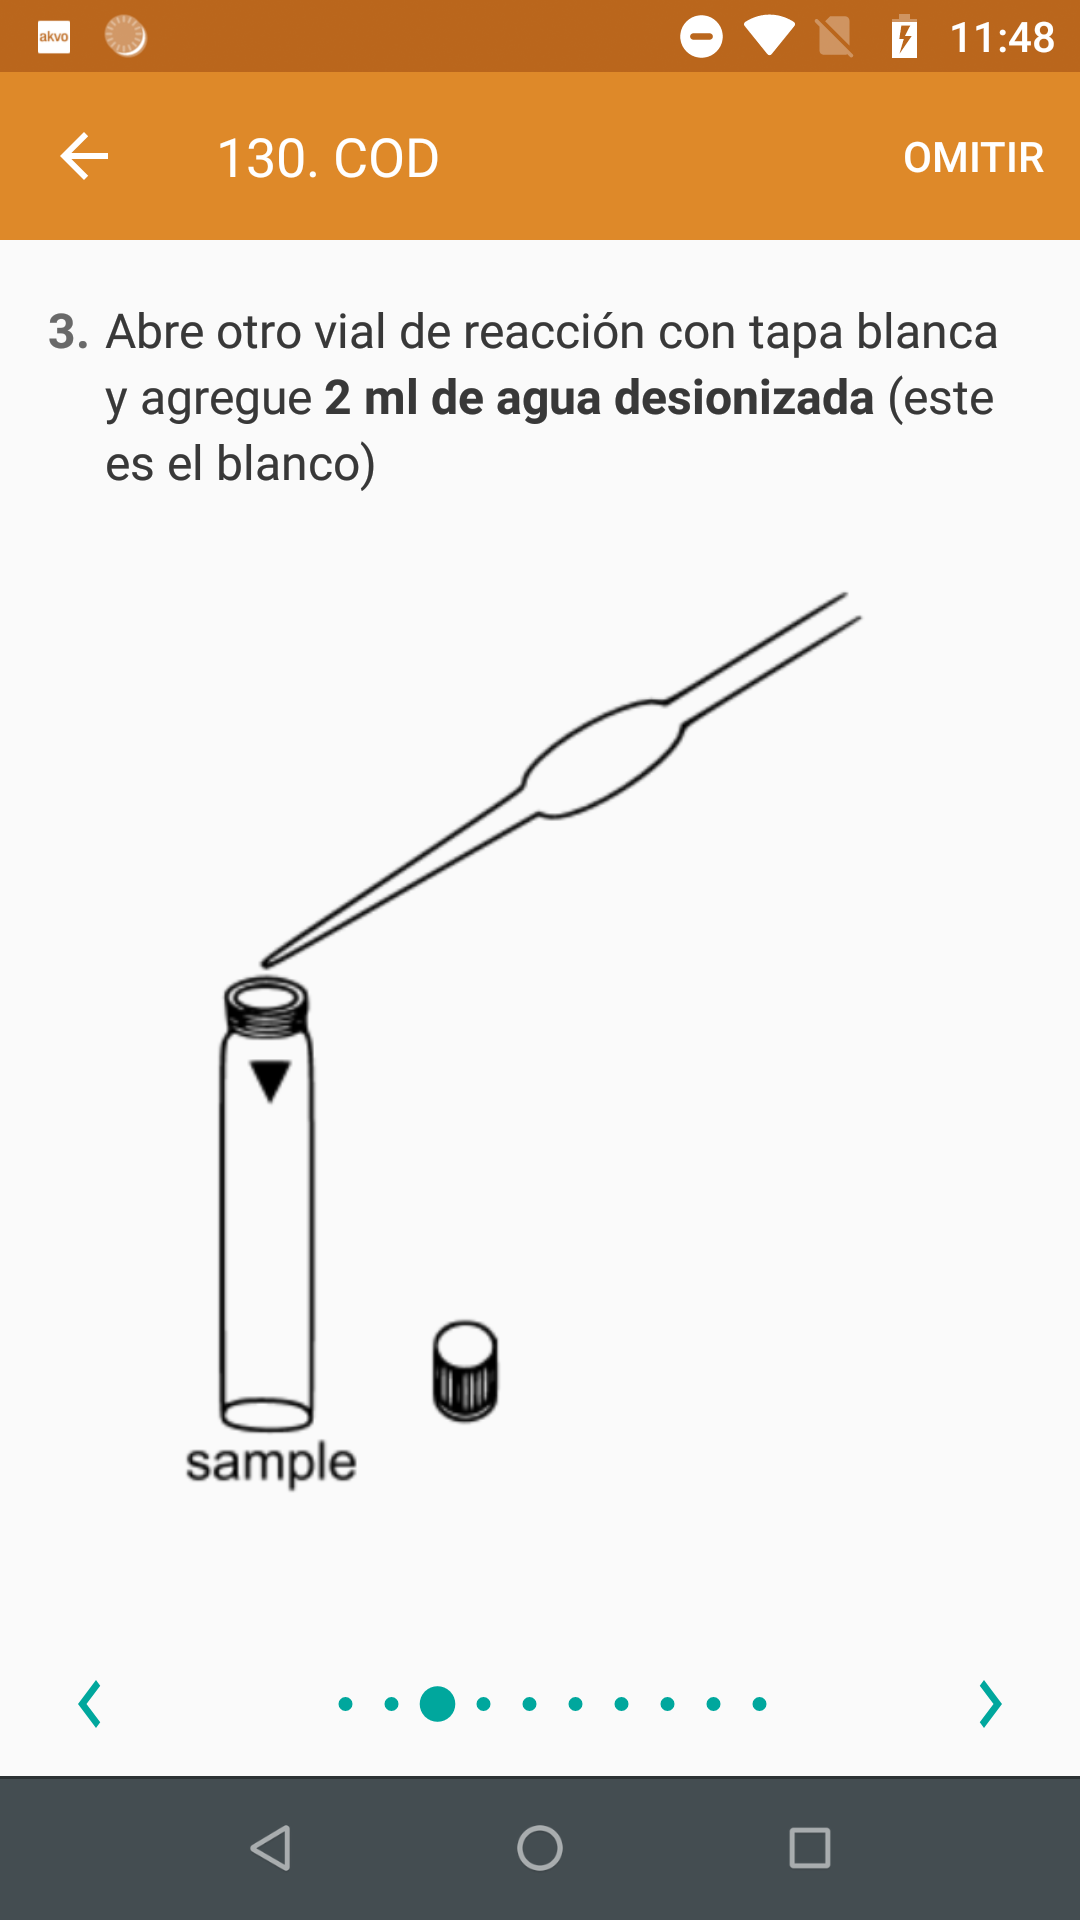 akvo
11:48
130. COD
OMITIR
3. Abre otro vial de reacción con tapa blanca
y agregue 2 ml de agua desionizada (este
es el blanco)
sample